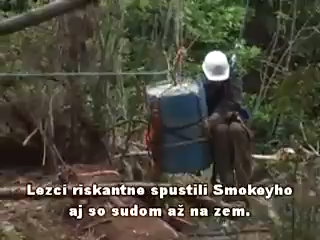 Lezci riskantne spustili Smokeyho
aj so sudom až na zem.